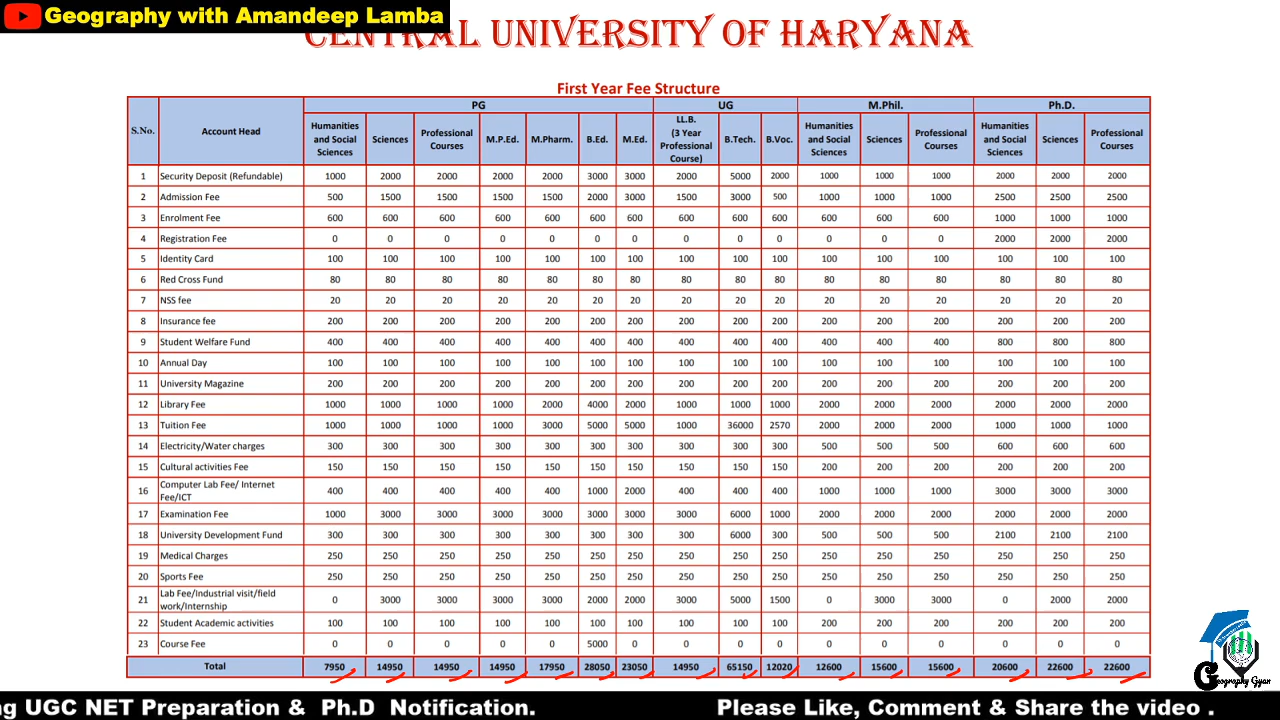 Geography with Amandeep Lamba
CENTRAL UNIVERSITY OF HARYANA
First Year Fee Structure
S.No. Account Head PG UG M.Phil. Ph.D.
Humanities and Social Sciences Sciences Professional Courses M.P.Ed. M.Pharm. B.Ed. M.Ed. LL.B. (3 Year Professional Course) B.Tech. B.Voc. Humanities and Social Sciences Sciences Professional Courses Humanities and Social Sciences Sciences Professional Courses
1 Security Deposit (Refundable) 1000 2000 2000 2000 2000 3000 3000 2000 5000 2000 1000 1000 1000 2000 2000 2000
2 Admission Fee 500 1500 1500 1500 1500 2000 3000 1500 3000 500 1000 1000 1000 2500 2500 2500
3 Enrolment Fee 600 600 600 600 600 600 600 600 600 600 600 600 600 1000 1000 1000
4 Registration Fee 0 0 0 0 0 0 0 0 0 0 0 0 0 2000 2000 2000
5 Identity Card 100 100 100 100 100 100 100 100 100 100 100 100 100 100 100 100
6 Red Cross Fund 80 80 80 80 80 80 80 80 80 80 80 80 80 80 80 80
7 NSS fee 20 20 20 20 20 20 20 20 20 20 20 20 20 20 20 20
8 Insurance fee 200 200 200 200 200 200 200 200 200 200 200 200 200 200 200 200
9 Student Welfare Fund 400 400 400 400 400 400 400 400 400 400 400 400 400 800 800 800
10 Annual Day 100 100 100 100 100 100 100 100 100 100 100 100 100 100 100 100
11 University Magazine 200 200 200 200 200 200 200 200 200 200 200 200 200 200 200 200
12 Library Fee 1000 1000 1000 1000 2000 4000 2000 1000 1000 1000 2000 2000 2000 2000 2000 2000
13 Tuition Fee 1000 1000 1000 1000 3000 5000 5000 1000 36000 2570 2000 2000 2000 1000 1000 1000
14 Electricity/Water charges 300 300 300 300 300 300 300 300 300 300 500 500 500 600 600 600
15 Cultural activities Fee 150 150 150 150 150 150 150 150 150 150 200 200 200 200 200 200
16 Computer Lab Fee/ Internet Fee/ICT 400 400 400 400 400 1000 2000 400 400 400 1000 1000 1000 3000 3000 3000
17 Examination Fee 1000 3000 3000 3000 3000 3000 3000 3000 6000 1000 2000 2000 2000 2000 2000 2000
18 University Development Fund 300 300 300 300 300 300 300 300 6000 300 500 500 500 2100 2100 2100
19 Medical Charges 250 250 250 250 250 250 250 250 250 250 250 250 250 250 250 250
20 Sports Fee 250 250 250 250 250 250 250 250 250 250 250 250 250 250 250 250
21 Lab Fee/Industrial visit/field work/Internship 0 3000 3000 3000 3000 2000 2000 3000 5000 1500 0 3000 3000 0 2000 2000
22 Student Academic activities 100 100 100 100 100 100 100 100 100 100 200 200 200 200 200 200
23 Course Fee 0 0 0 0 0 5000 0 0 0 0 0 0 0 0 0 0
Total 7950 14950 14950 14950 17950 28050 23050 14950 65150 12020 12600 15600 15600 20600 22600 22600
Geography Gyan
ng UGC NET Preparation & Ph.D Notification. Please Like, Comment & Share the video .